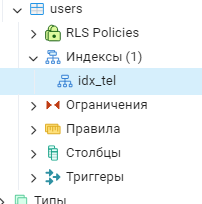 users
RLS Policies
Индексы (1)
idx_tel
Ограничения
Правила
Столбцы
Триггеры
Типы